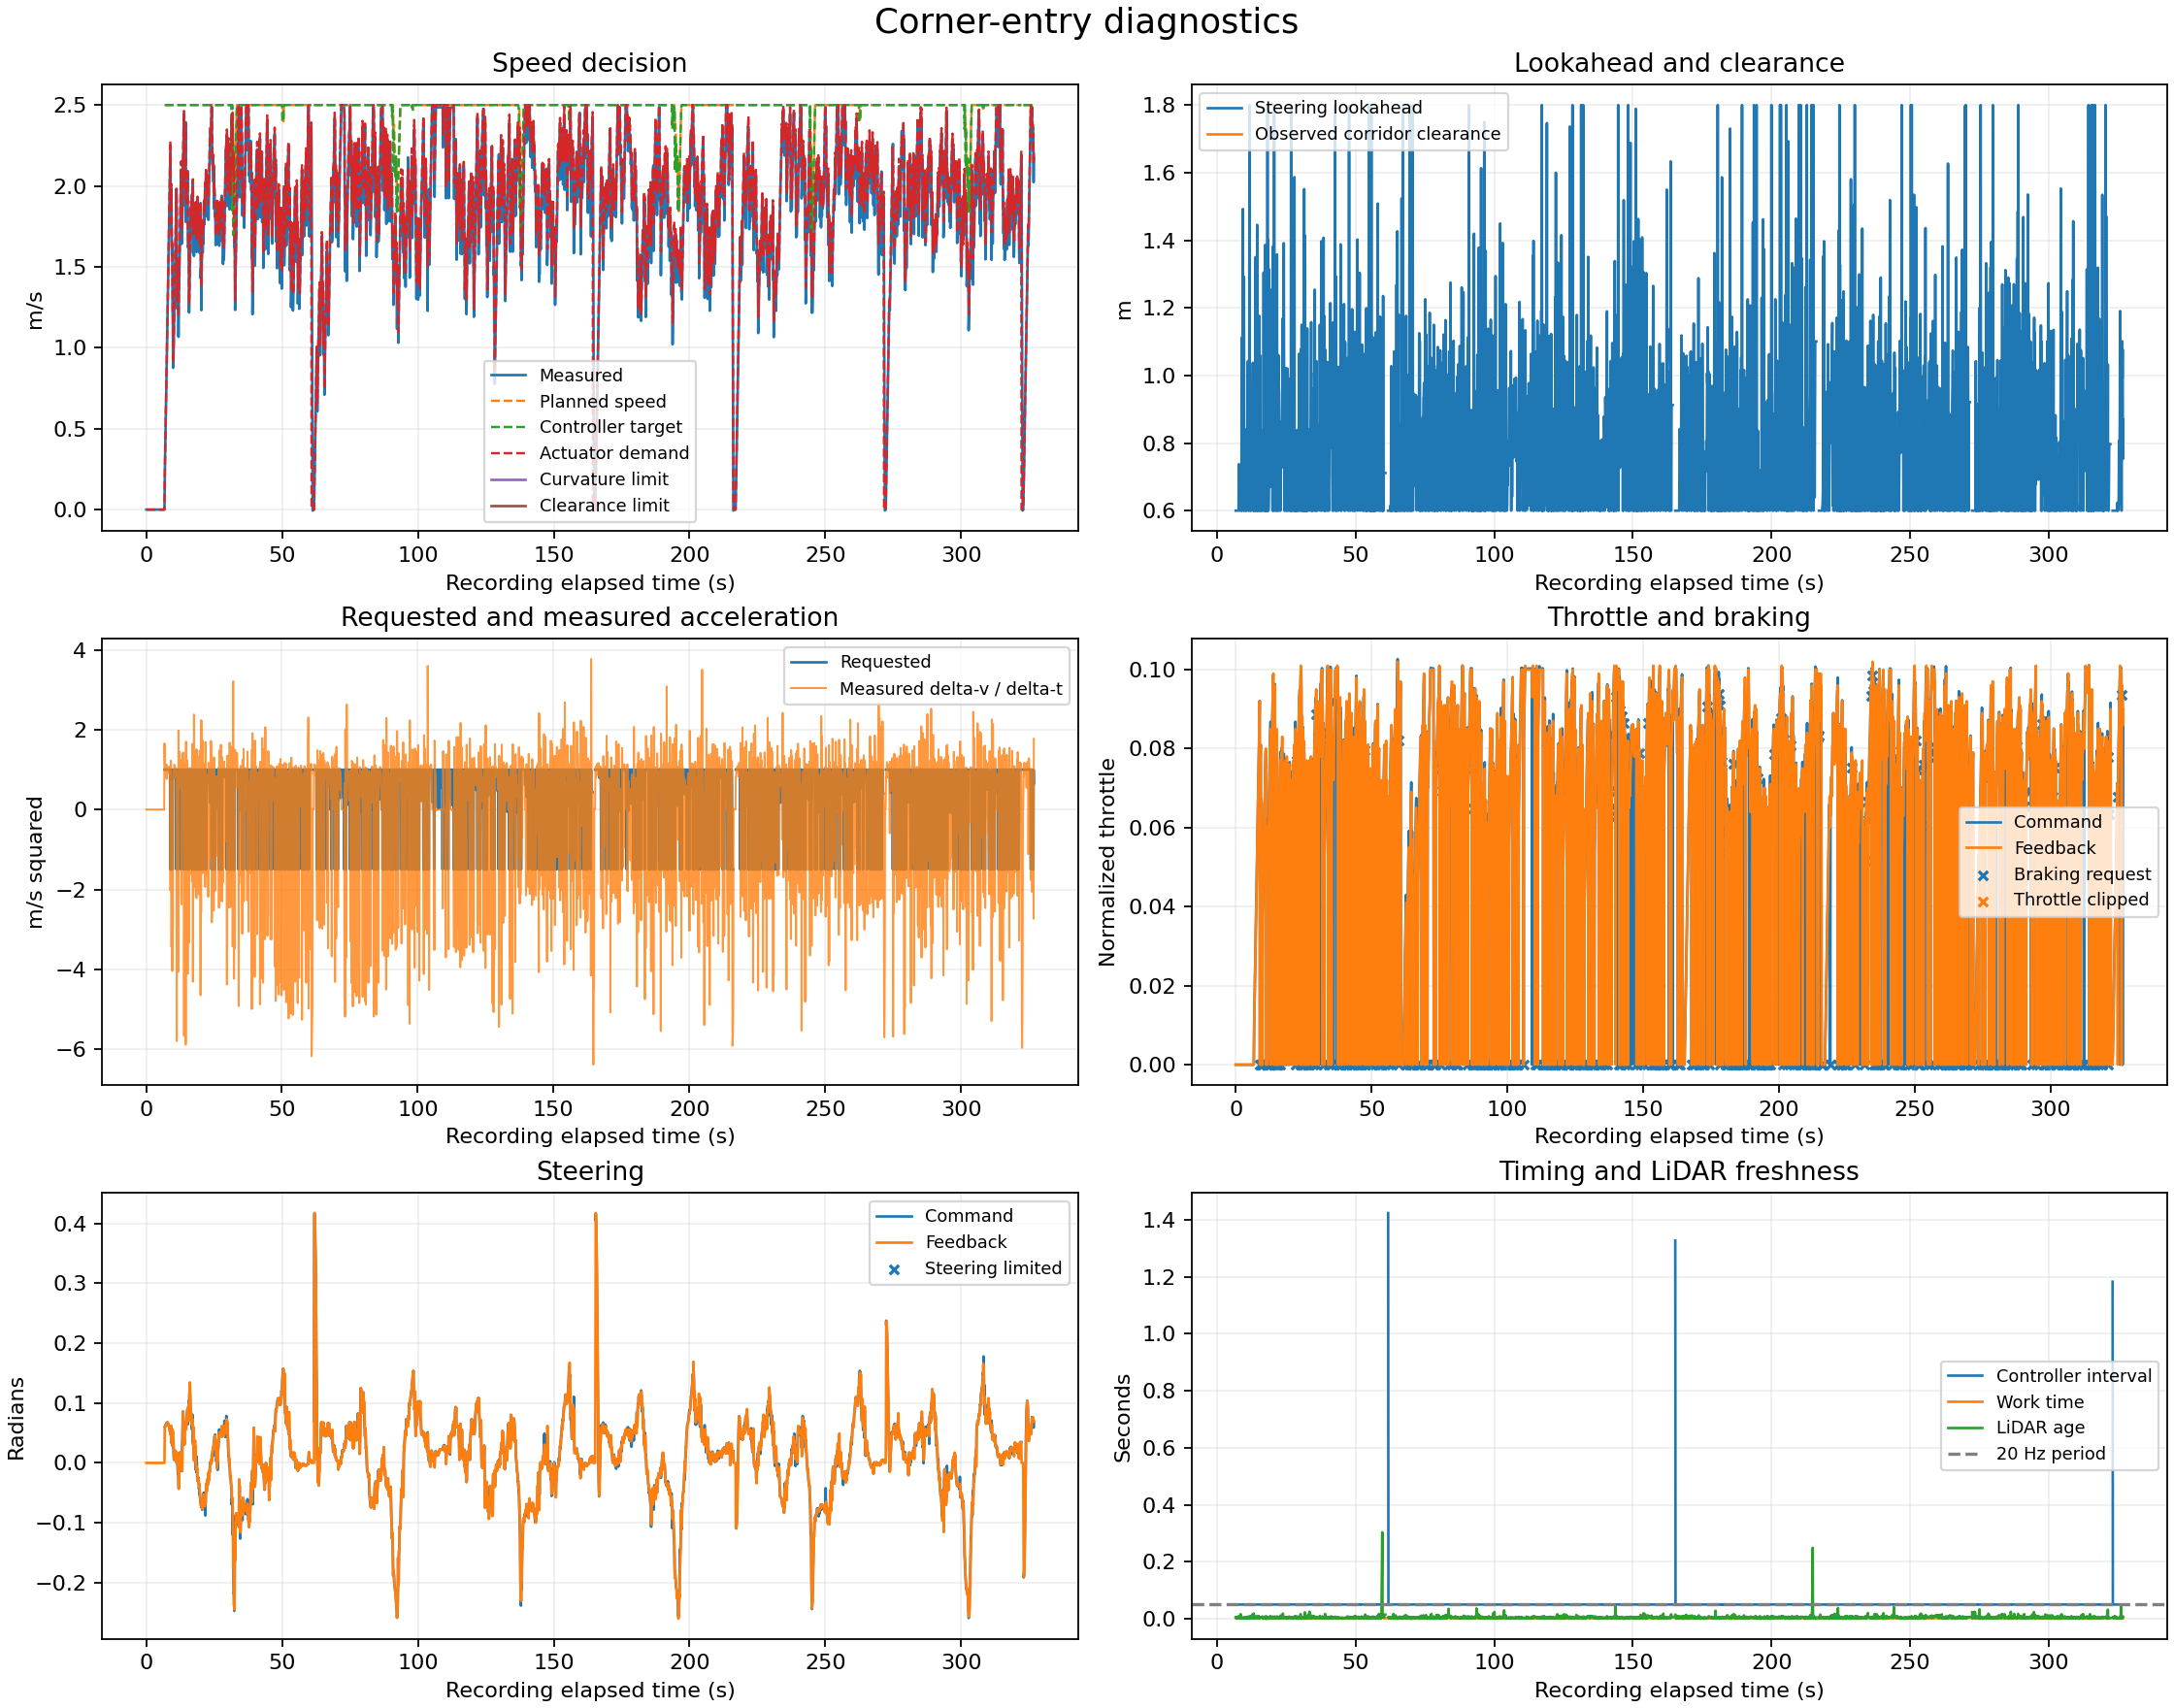 Corner-entry diagnostics
Speed decision
m/s
2.5
2.0
1.5
1.0
0.5
0.0
Measured
Planned speed
Controller target
Actuator demand
Curvature limit
Clearance limit
0 50 100 150 200 250 300
Recording elapsed time (s)
Lookahead and clearance
m
1.8
1.6
1.4
1.2
1.0
0.8
0.6
Steering lookahead
Observed corridor clearance
0 50 100 150 200 250 300
Recording elapsed time (s)
Requested and measured acceleration
m/s squared
4
2
0
−2
−4
−6
Requested
Measured delta-v / delta-t
0 50 100 150 200 250 300
Recording elapsed time (s)
Throttle and braking
Normalized throttle
0.10
0.08
0.06
0.04
0.02
0.00
Command
Feedback
Braking request
Throttle clipped
0 50 100 150 200 250 300
Recording elapsed time (s)
Steering
Radians
0.4
0.3
0.2
0.1
0.0
−0.1
−0.2
Command
Feedback
Steering limited
0 50 100 150 200 250 300
Recording elapsed time (s)
Timing and LiDAR freshness
Seconds
1.4
1.2
1.0
0.8
0.6
0.4
0.2
0.0
Controller interval
Work time
LiDAR age
20 Hz period
0 50 100 150 200 250 300
Recording elapsed time (s)